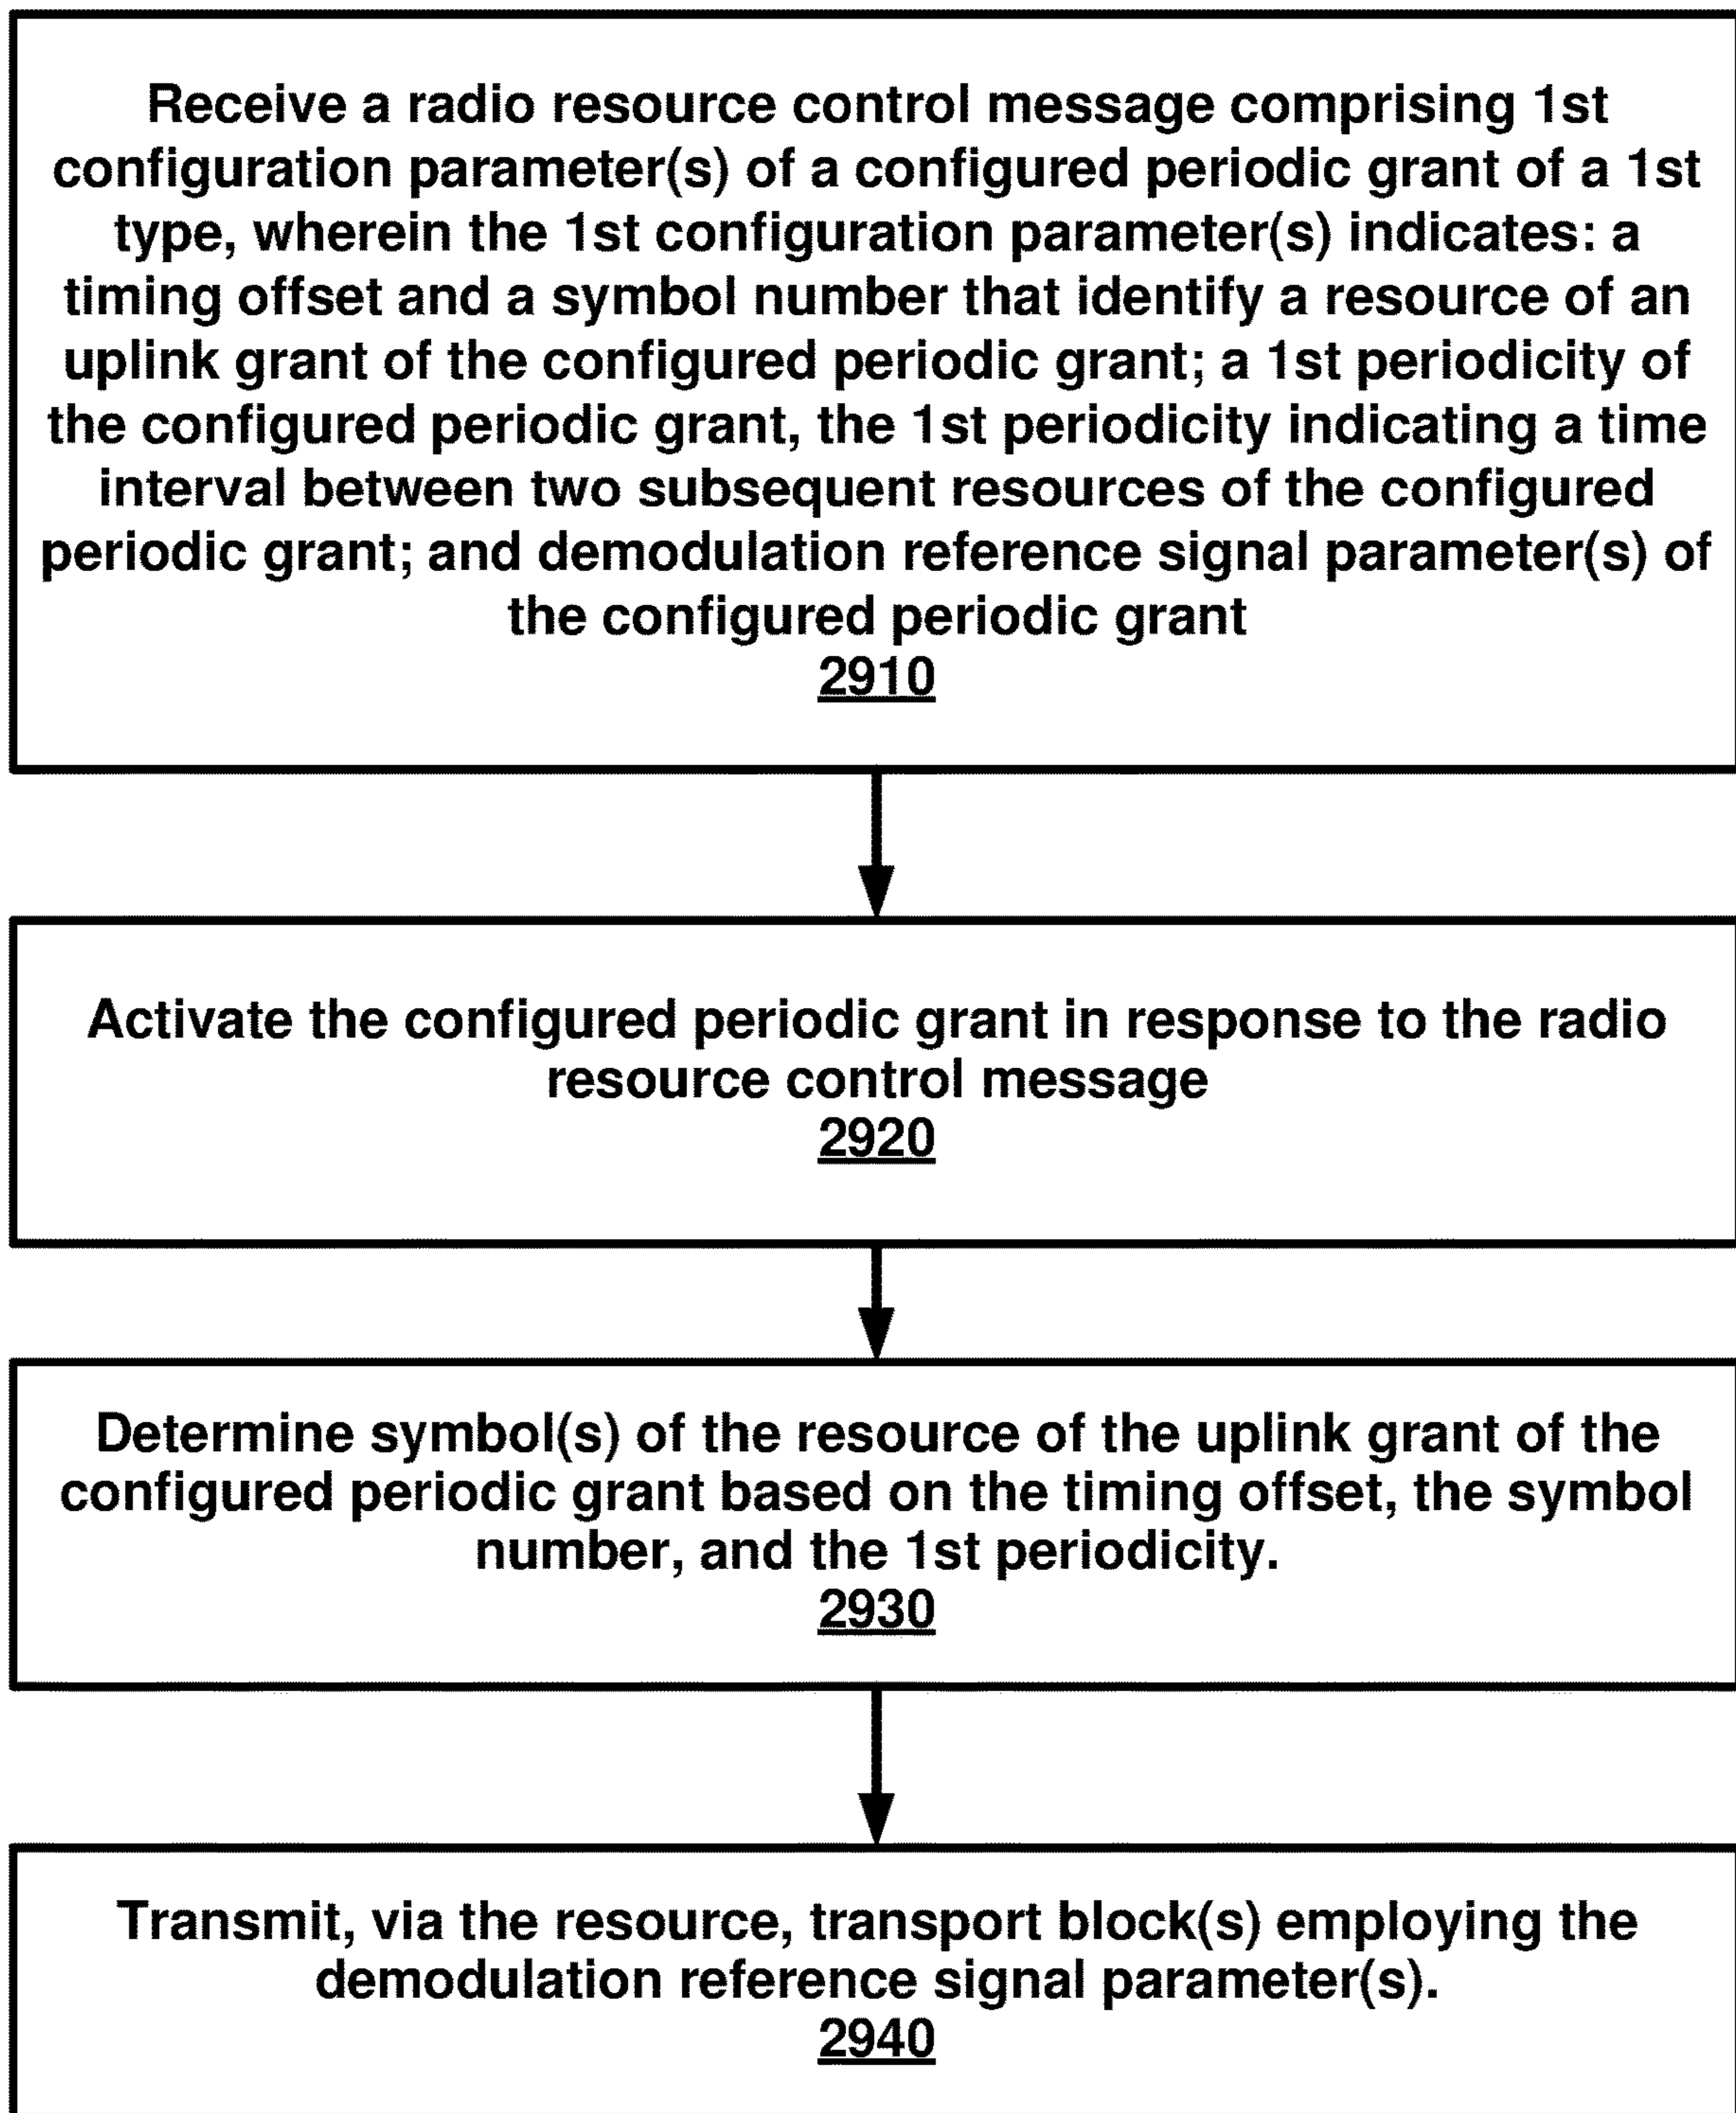 Receive a radio resource control message comprising 1st
configuration parameter(s) of a configured periodic grant of a 1st
type, wherein the 1st configuration parameter(s) indicates: a
timing offset and a symbol number that identify a resource of an
uplink grant of the configured periodic grant; a 1st periodicity of
the configured periodic grant, the 1st periodicity indicating a time
interval between two subsequent resources of the configured
periodic grant; and demodulation reference signal parameter(s) of
the configured periodic grant
2910
Activate the configured periodic grant in response to the radio
resource control message
2920
Determine symbol(s) of the resource of the uplink grant of the
configured periodic grant based on the timing offset, the symbol
number, and the 1st periodicity.
2930
Transmit, via the resource, transport block(s) employing the
demodulation reference signal parameter(s).
2940